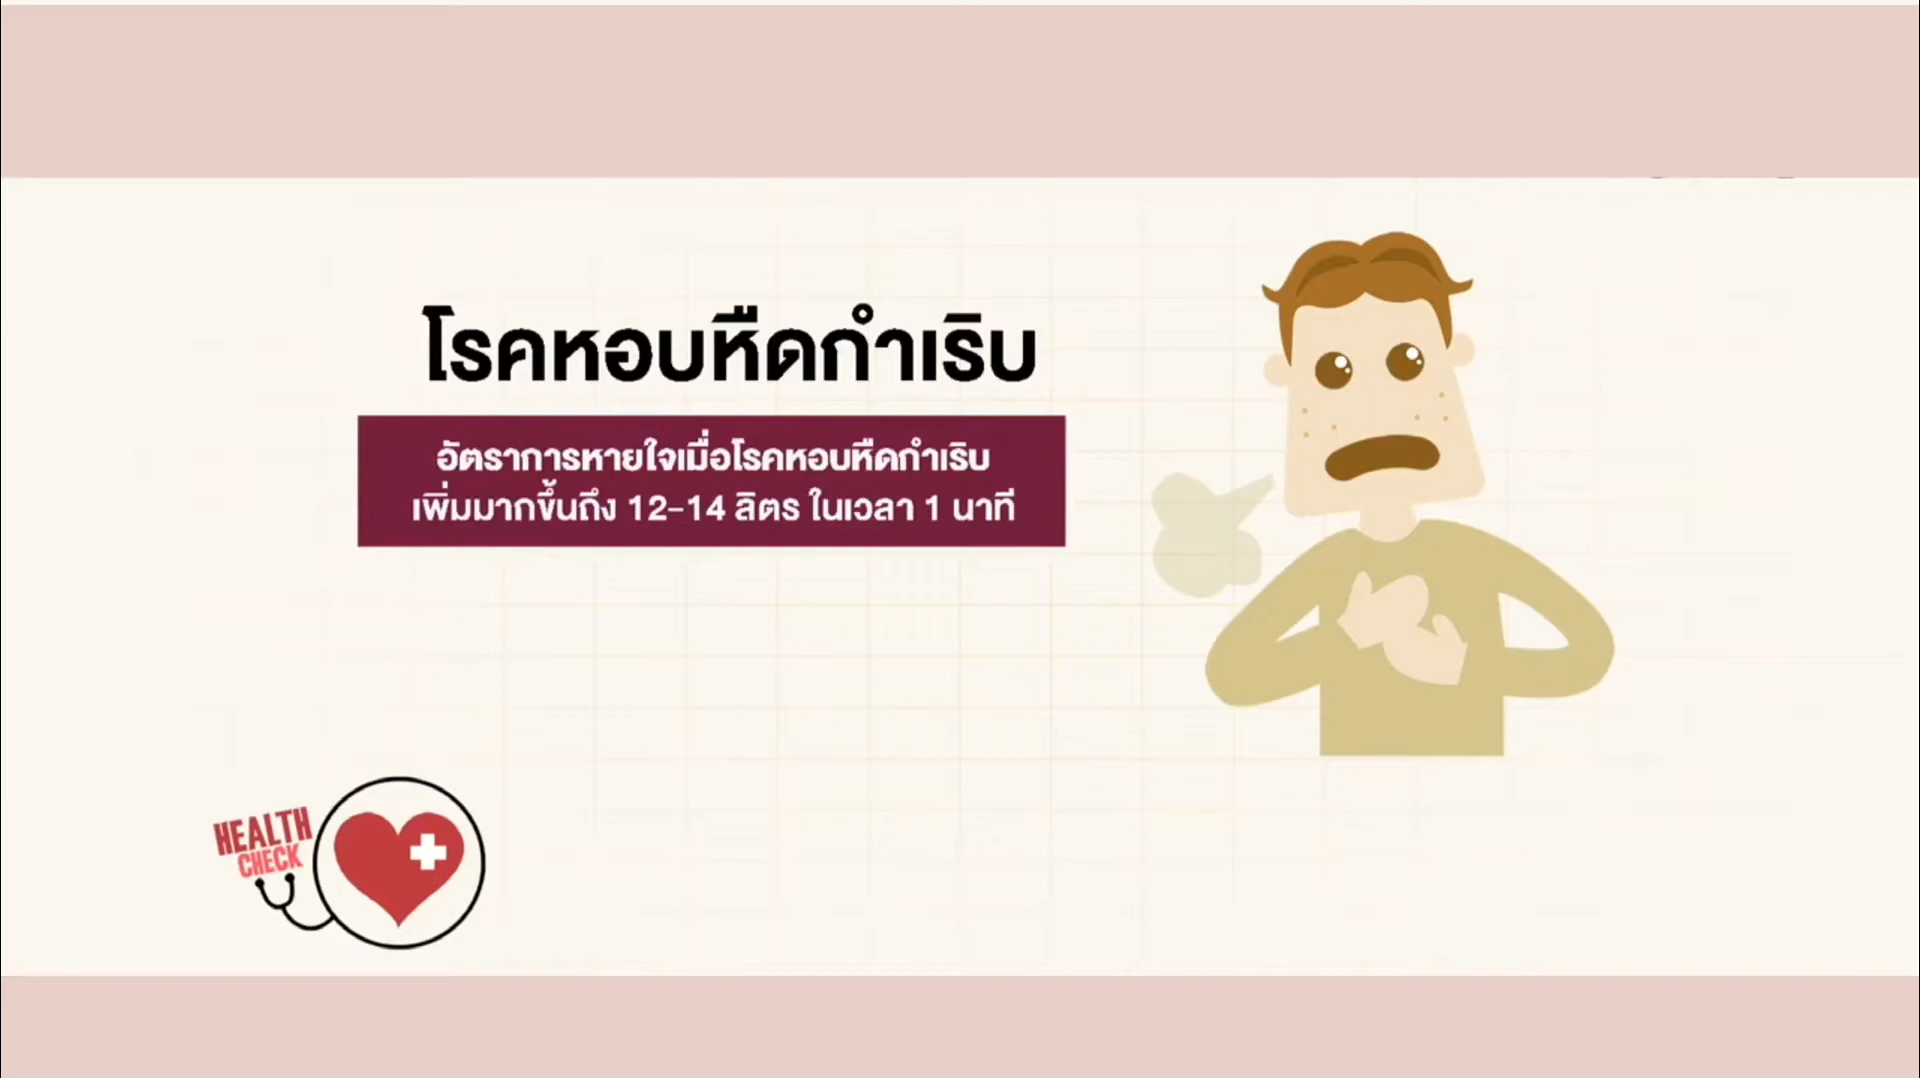 โรคหอบหืดกำเริบ
อัตราการหายใจเมื่อโรคหอบหืดกำเริบ
เพิ่มมากขึ้นถึง 12-14 ลิตร ในเวลา 1 นาที
HEALTH
CHECK